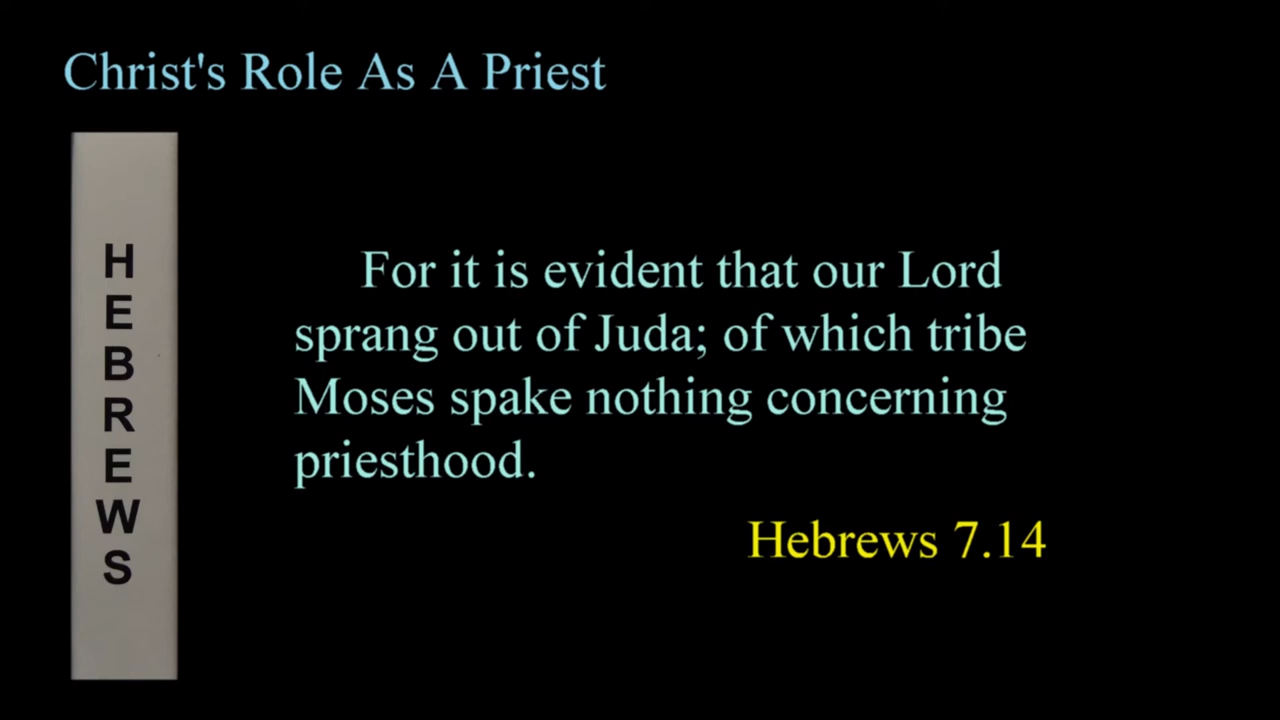 Christ's Role As A Priest
HEBREWS
For it is evident that our Lord
sprang out of Juda; of which tribe
Moses spake nothing concerning
priesthood.
Hebrews 7.14